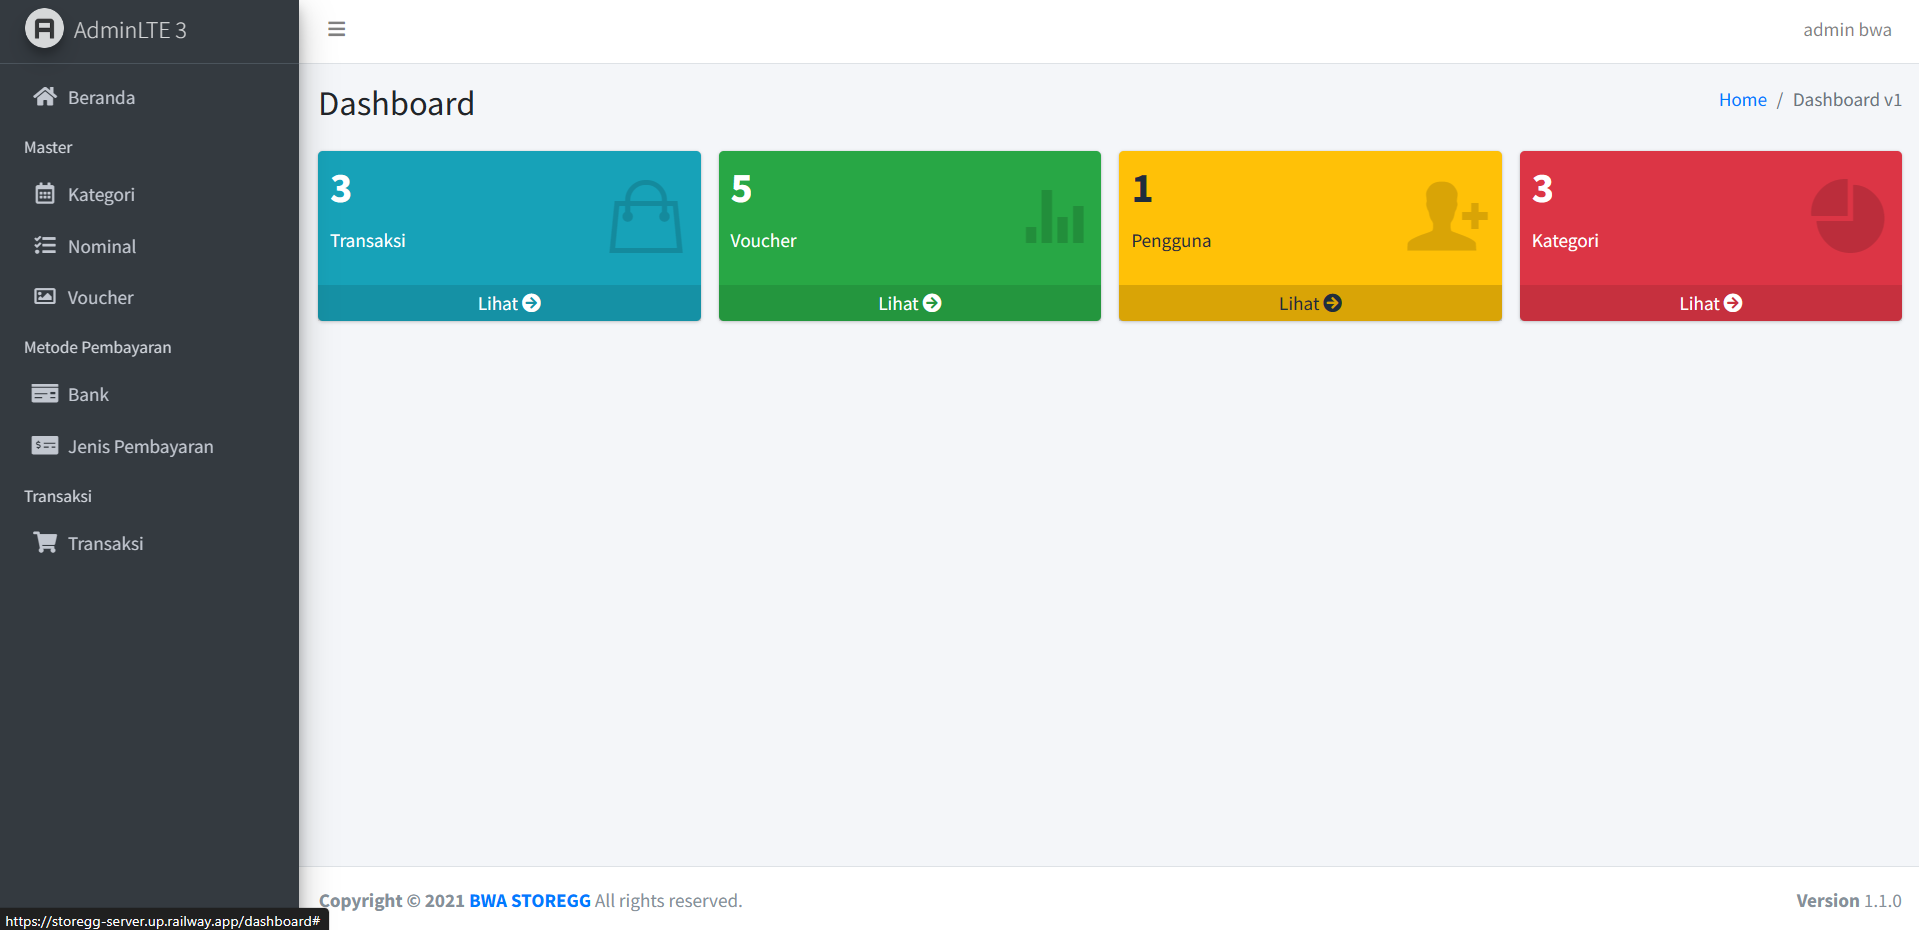 AdminLTE 3
admin bwa
Beranda
Master
Kategori
Nominal
Voucher
Metode Pembayaran
Bank
Jenis Pembayaran
Transaksi
Transaksi
Dashboard
Home / Dashboard v1
3
Transaksi
Lihat
5
Voucher
Lihat
1
Pengguna
Lihat
3
Kategori
Lihat
Copyright © 2021 BWA STOREGG All rights reserved.
Version 1.1.0
https://storegg-server.up.railway.app/dashboard#